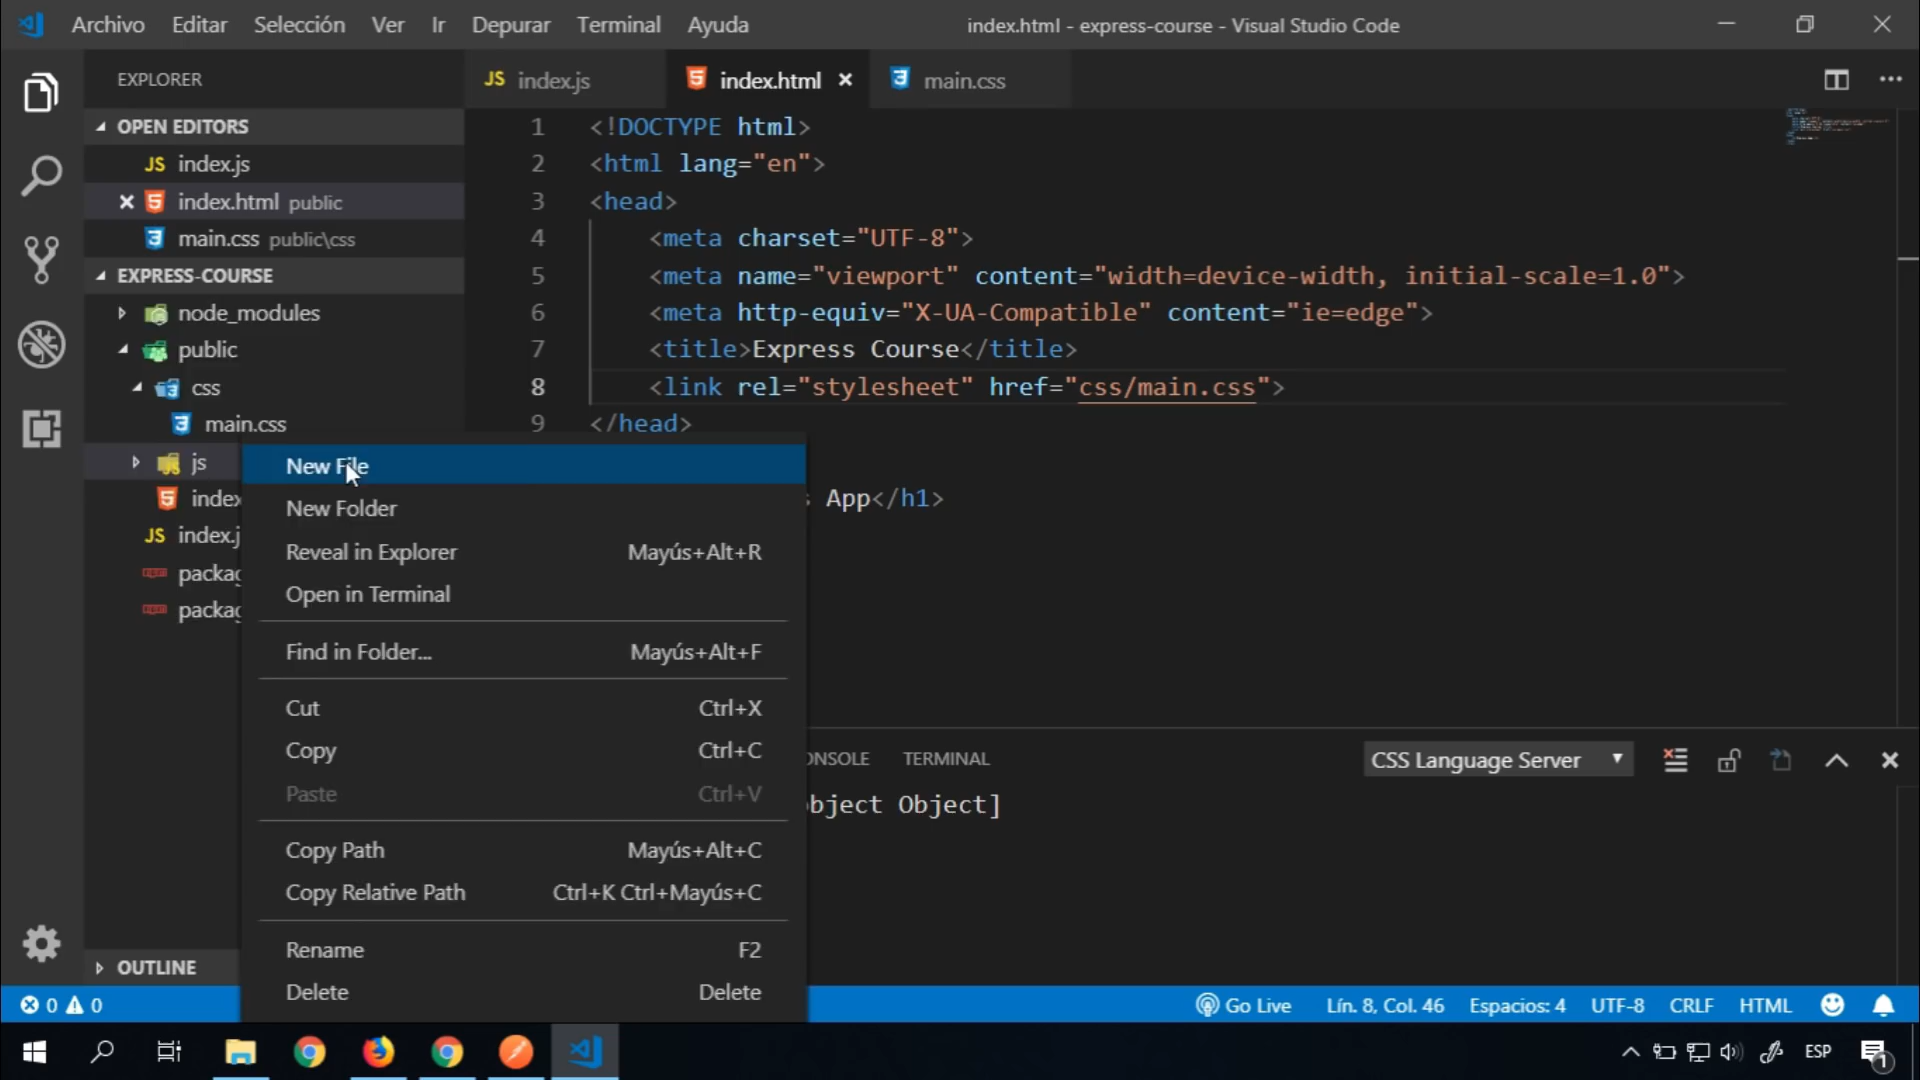 Archivo Editar Selección Ver Ir Depurar Terminal Ayuda
index.html - express-course - Visual Studio Code
EXPLORER
OPEN EDITORS
JS index.js
index.html public
main.css public\css
EXPRESS-COURSE
node_modules
public
css
main.css
js
index
JS index.j
packag
packag
OUTLINE
JS index.js
index.html
main.css
1 <!DOCTYPE html>
2 <html lang="en">
3 <head>
4 <meta charset="UTF-8">
5 <meta name="viewport" content="width=device-width, initial-scale=1.0">
6 <meta http-equiv="X-UA-Compatible" content="ie=edge">
7 <title>Express Course</title>
8 <link rel="stylesheet" href="css/main.css">
9 </head>
App</h1>
New File
New Folder
Reveal in Explorer Mayús+Alt+R
Open in Terminal
Find in Folder... Mayús+Alt+F
Cut Ctrl+X
Copy Ctrl+C
Paste Ctrl+V
Copy Path Mayús+Alt+C
Copy Relative Path Ctrl+K Ctrl+Mayús+C
Rename F2
Delete Delete
ONSOLE TERMINAL
CSS Language Server
bject Object]
0 0
Go Live Lín. 8, Col. 46 Espacios: 4 UTF-8 CRLF HTML
ESP
1